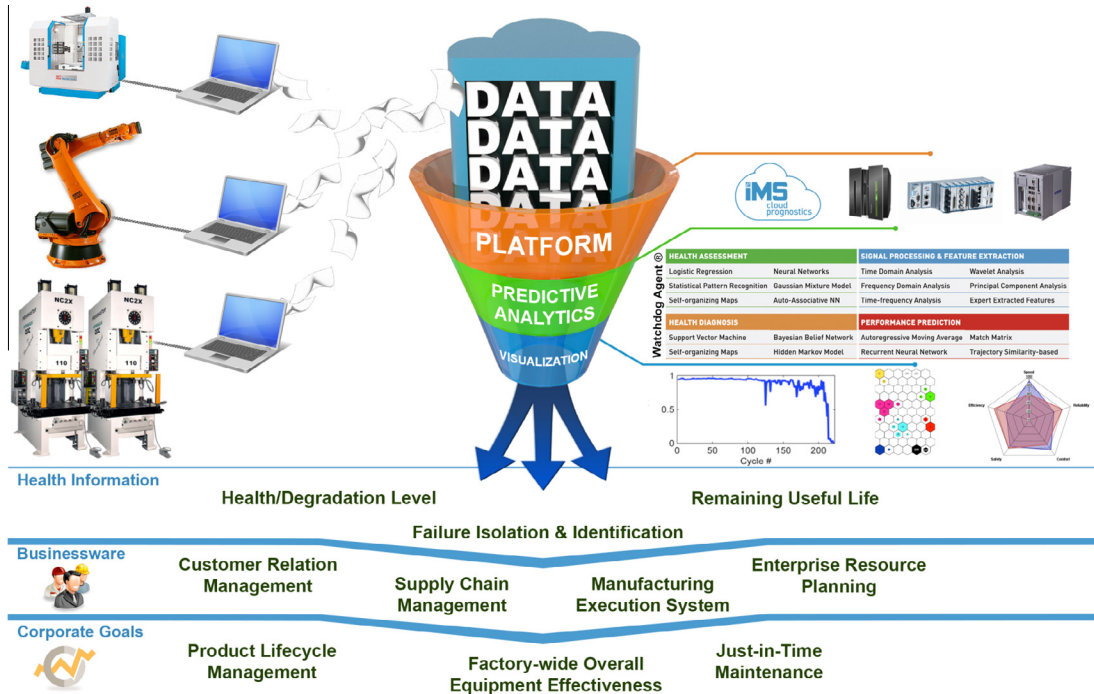 DATA
DATA
DATA
DATA
DATA
PLATFORM
PREDICTIVE
ANALYTICS
VISUALIZATION
NC2X
NC2X
110
110
iMS
cloud
prognostics
Watchdog Agent ®
HEALTH ASSESSMENT
Logistic Regression Neural Networks
Statistical Pattern Recognition Gaussian Mixture Model
Self-organizing Maps Auto-Associative NN
SIGNAL PROCESSING & FEATURE EXTRACTION
Time Domain Analysis Wavelet Analysis
Frequency Domain Analysis Principal Component Analysis
Time-frequency Analysis Expert Extracted Features
HEALTH DIAGNOSIS
Support Vector Machine Bayesian Belief Network
Self-organizing Maps Hidden Markov Model
PERFORMANCE PREDICTION
Autoregressive Moving Average Match Matrix
Recurrent Neural Network Trajectory Similarity-based
1
0.5
0
0 50 100 150 200
Cycle #
Speed
Efficiency
Reliability
Safety
Comfort
Health Information
Health/Degradation Level
Remaining Useful Life
Failure Isolation & Identification
Businessware
Customer Relation
Management
Supply Chain
Management
Manufacturing
Execution System
Enterprise Resource
Planning
Corporate Goals
Product Lifecycle
Management
Factory-wide Overall
Equipment Effectiveness
Just-in-Time
Maintenance